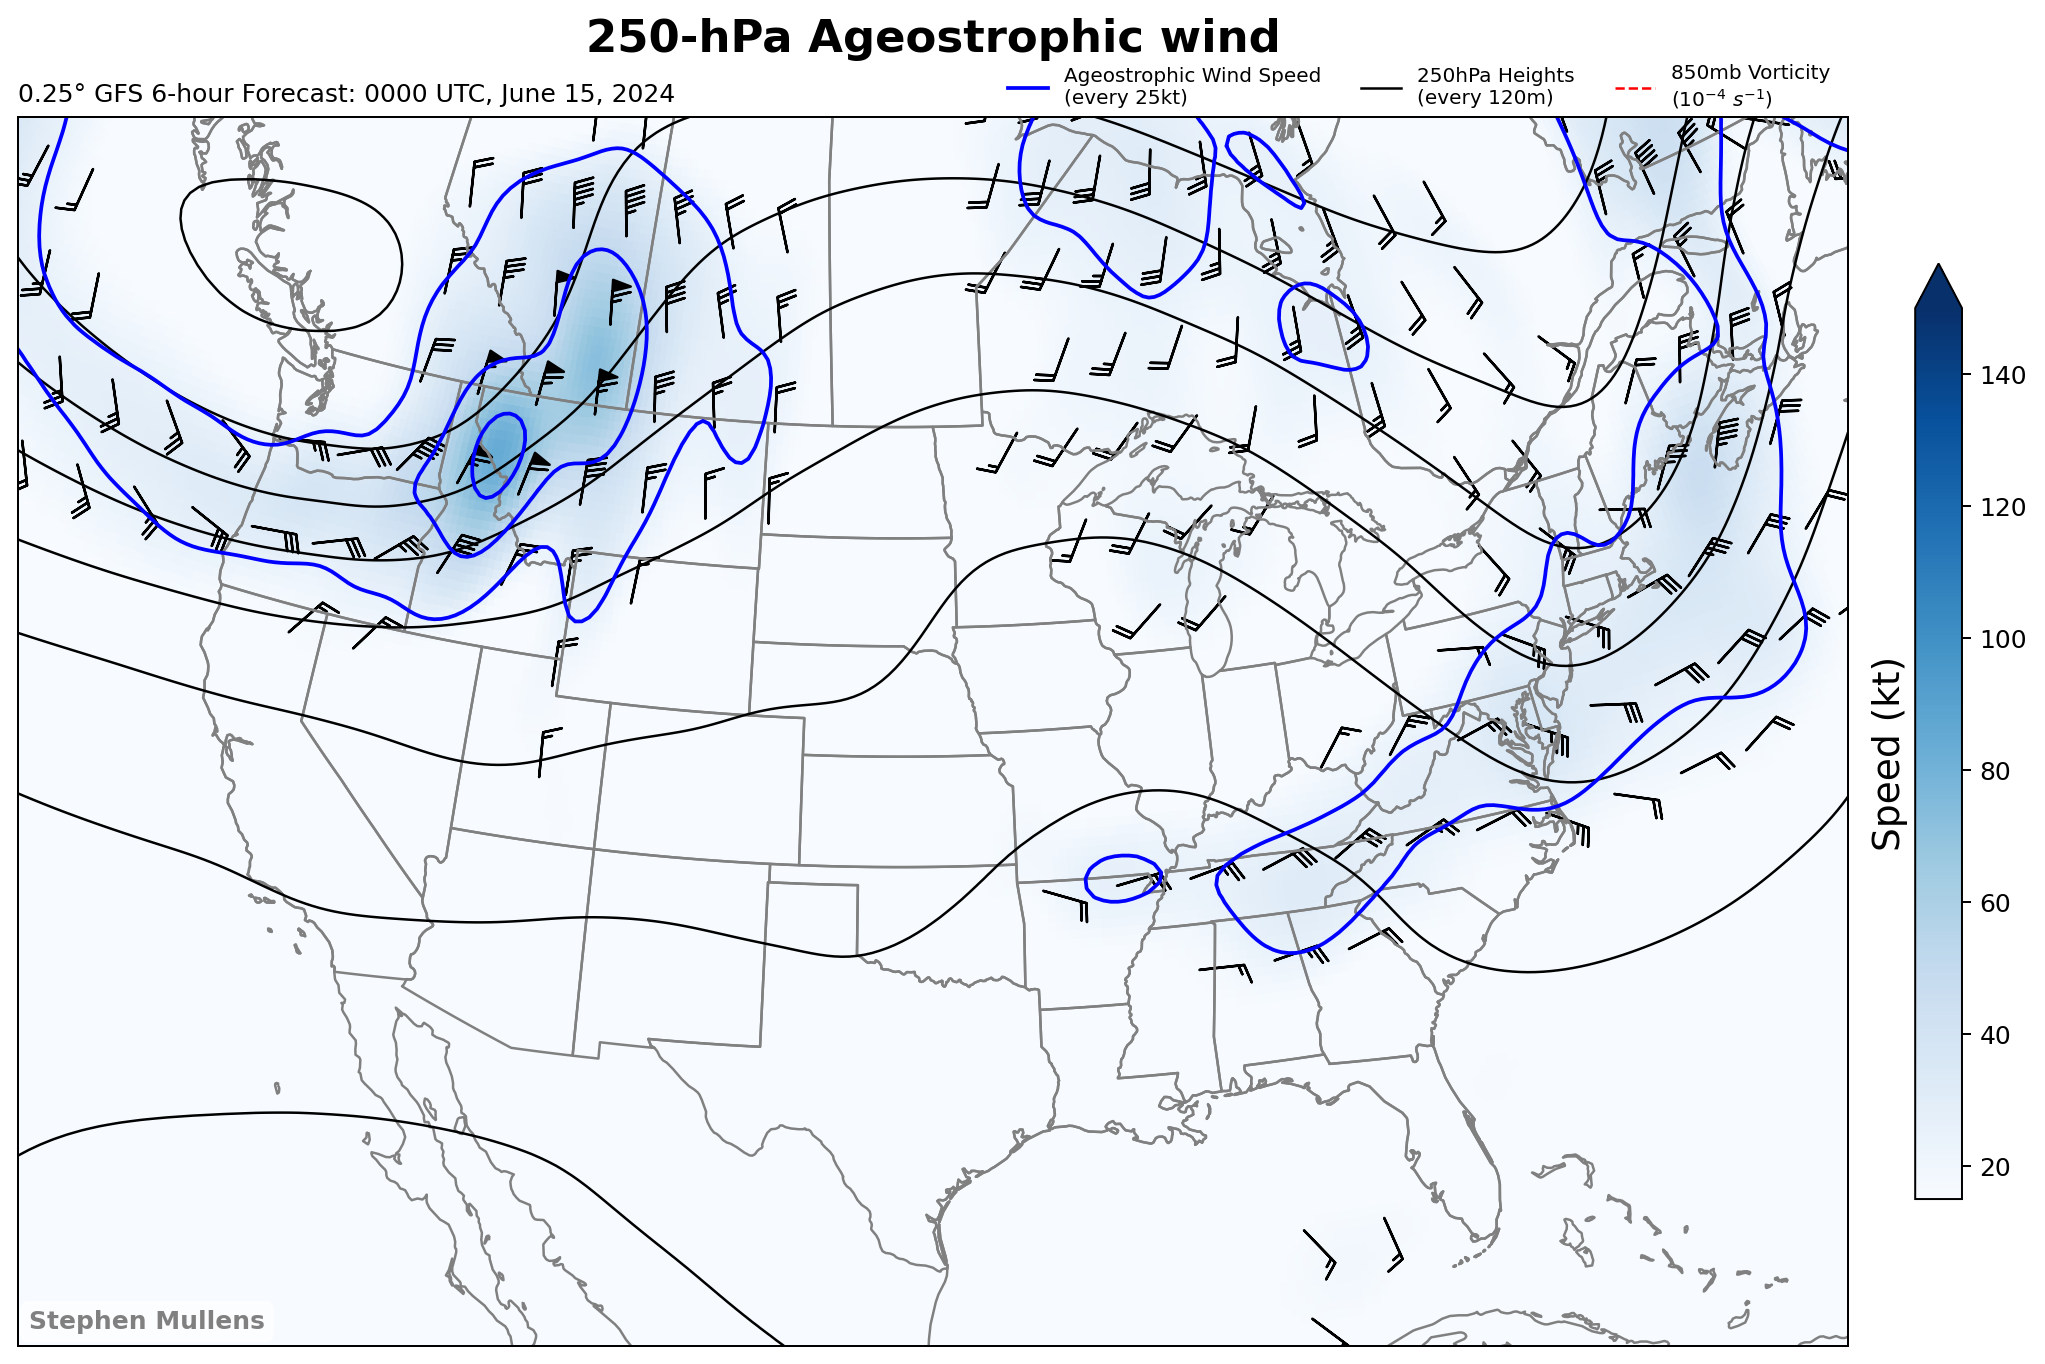 250-hPa Ageostrophic wind
0.25° GFS 6-hour Forecast: 0000 UTC, June 15, 2024
Ageostrophic Wind Speed
(every 25kt)
250hPa Heights
(every 120m)
850mb Vorticity
(10⁻⁴ s⁻¹)
140
120
100
80
60
40
20
Speed (kt)
Stephen Mullens